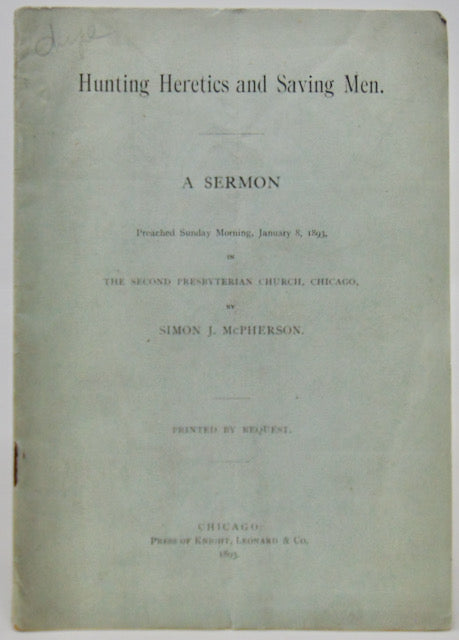 dupe
Hunting Heretics and Saving Men.
A SERMON
Preached Sunday Morning, January 8, 1893,
IN
THE SECOND PRESBYTERIAN CHURCH, CHICAGO,
BY
SIMON J. McPHERSON.
PRINTED BY REQUEST.
CHICAGO:
PRESS OF KNIGHT, LEONARD & CO.
1893.